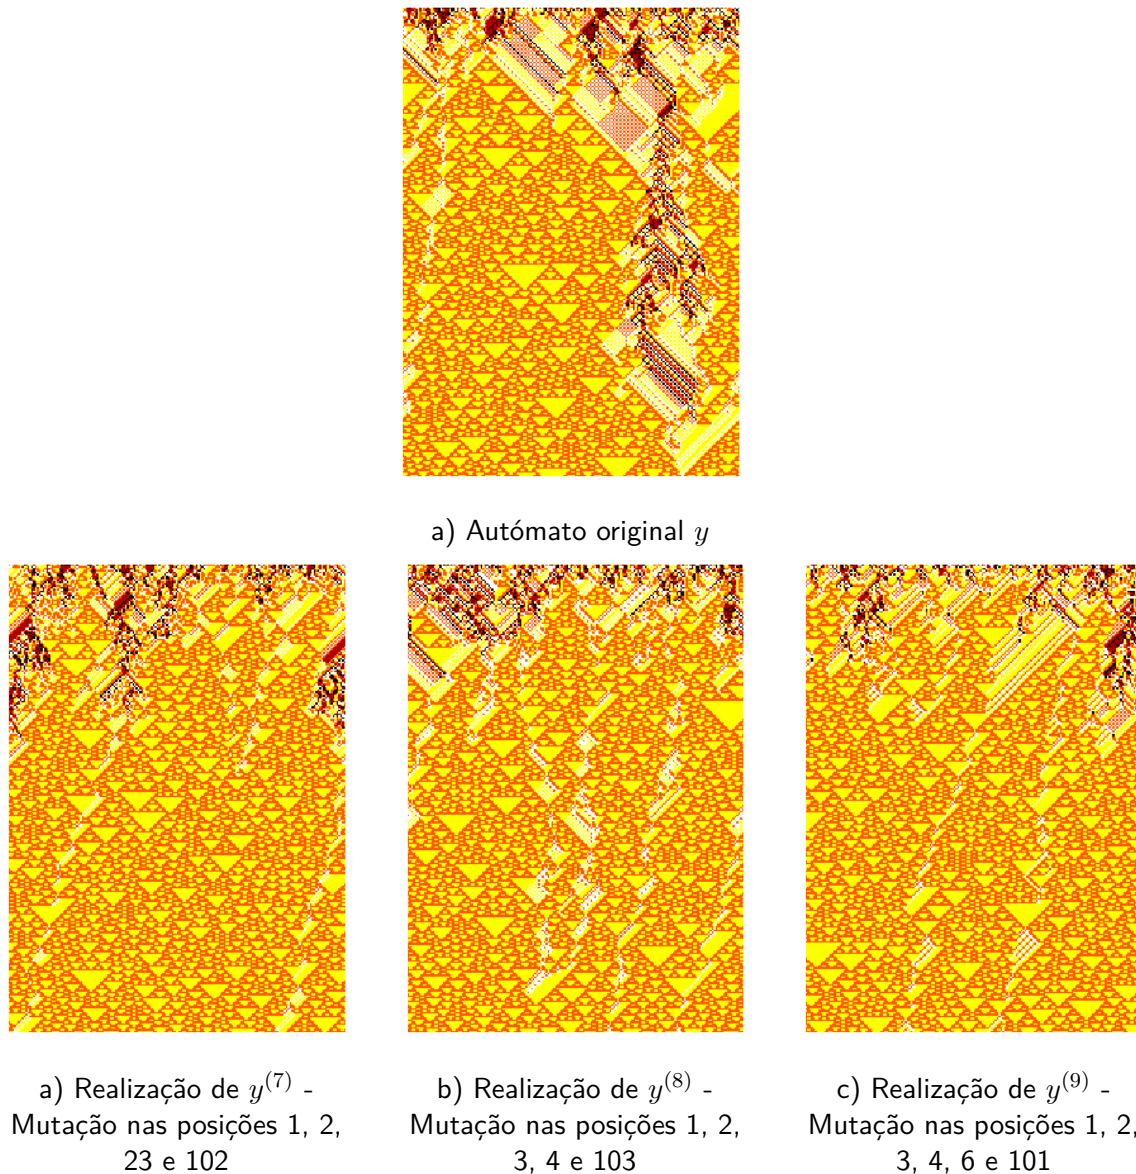 a) Autómato original y
a) Realização de y^(7) -
Mutação nas posições 1, 2,
23 e 102
b) Realização de y^(8) -
Mutação nas posições 1, 2,
3, 4 e 103
c) Realização de y^(9) -
Mutação nas posições 1, 2,
3, 4, 6 e 101